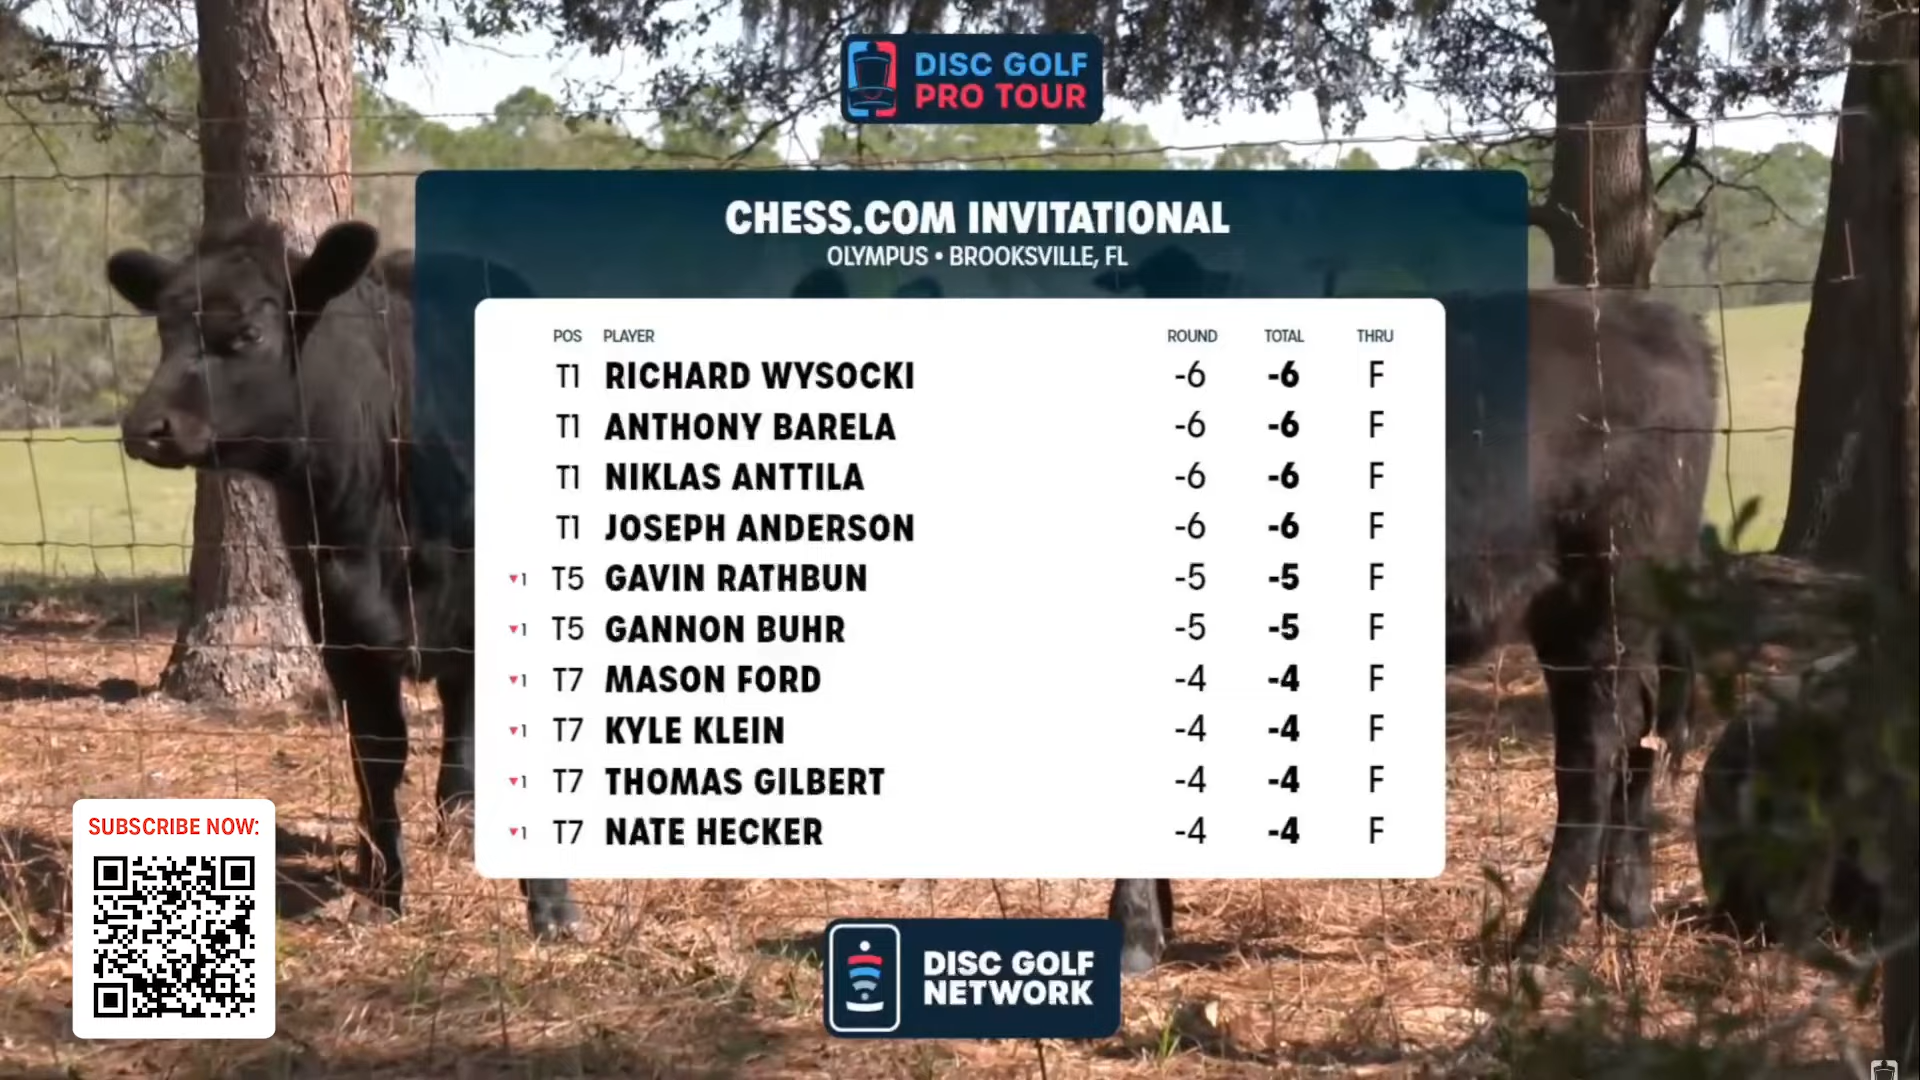 DISC GOLF
PRO TOUR
CHESS.COM INVITATIONAL
OLYMPUS • BROOKSVILLE, FL
POS PLAYER ROUND TOTAL THRU
T1 RICHARD WYSOCKI -6 -6 F
T1 ANTHONY BARELA -6 -6 F
T1 NIKLAS ANTTILA -6 -6 F
T1 JOSEPH ANDERSON -6 -6 F
▼1 T5 GAVIN RATHBUN -5 -5 F
▼1 T5 GANNON BUHR -5 -5 F
▼1 T7 MASON FORD -4 -4 F
▼1 T7 KYLE KLEIN -4 -4 F
▼1 T7 THOMAS GILBERT -4 -4 F
▼1 T7 NATE HECKER -4 -4 F
SUBSCRIBE NOW:
DISC GOLF
NETWORK